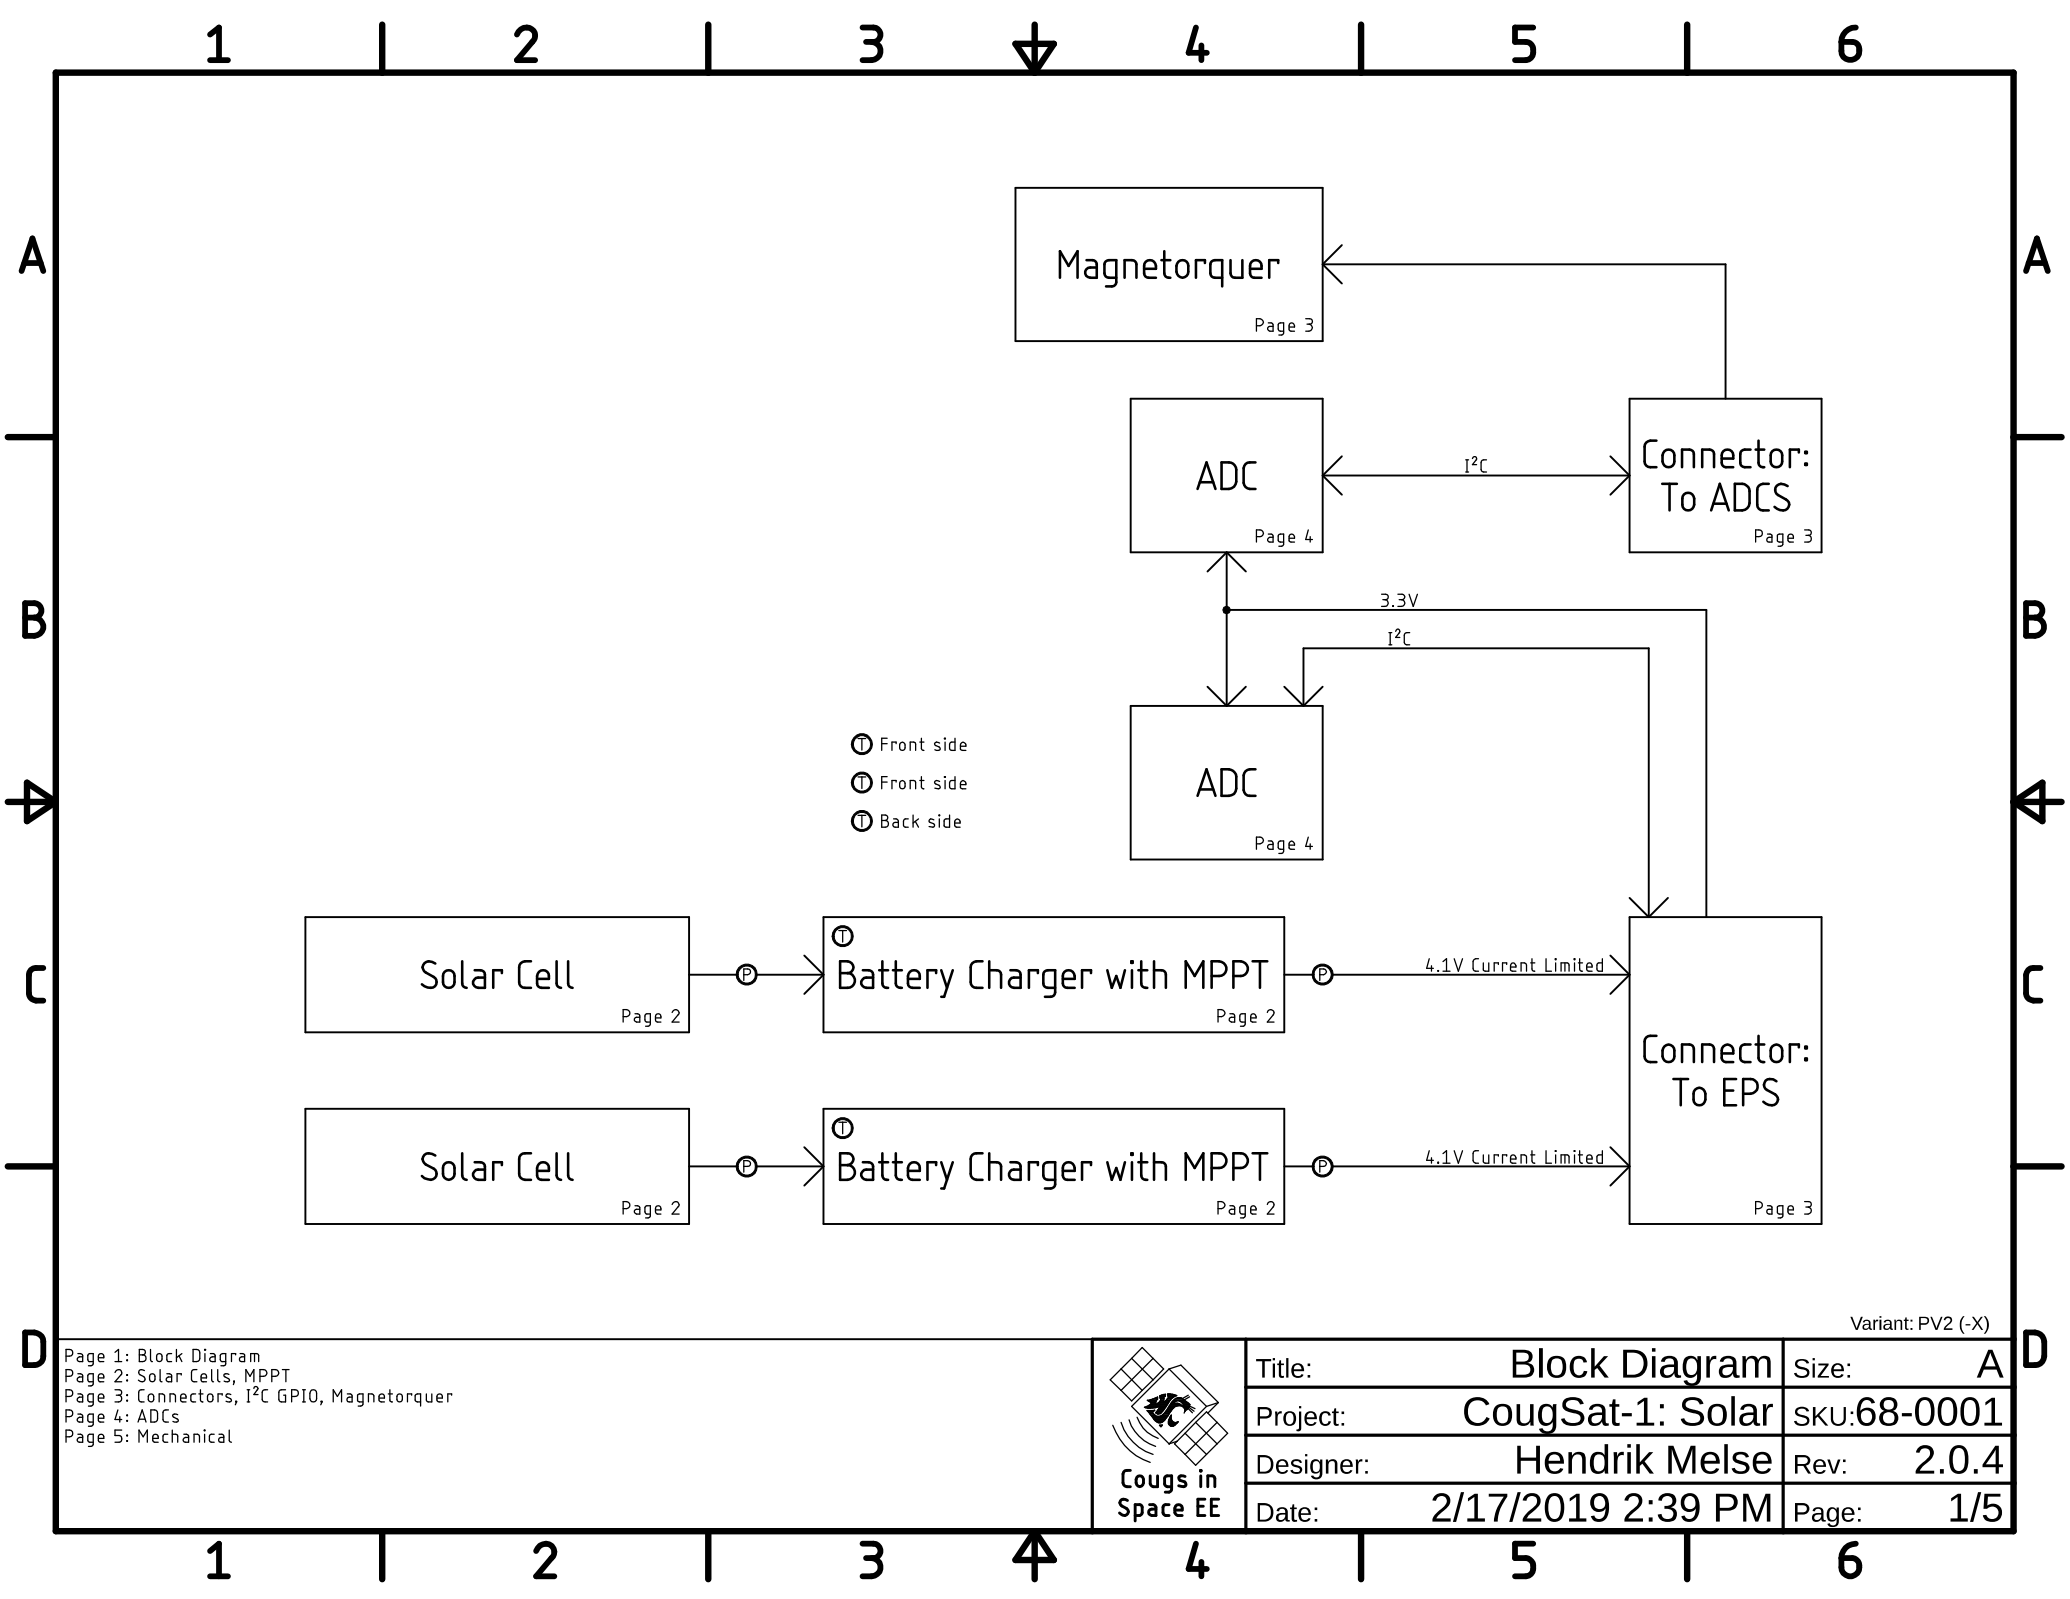 1 2 3 4 5 6
A A
Magnetorquer
Page 3
ADC
Page 4
I²C
Connector:
To ADCS
Page 3
3.3V
I²C
B B
T Front side
T Front side
T Back side
ADC
Page 4
C C
Solar Cell
Page 2
P
T
Battery Charger with MPPT
Page 2
P
4.1V Current Limited
Connector:
To EPS
Page 3
Solar Cell
Page 2
P
T
Battery Charger with MPPT
Page 2
P
4.1V Current Limited
Variant: PV2 (-X)
D D
Page 1: Block Diagram
Page 2: Solar Cells, MPPT
Page 3: Connectors, I²C GPIO, Magnetorquer
Page 4: ADCs
Page 5: Mechanical
Cougs in
Space EE
Title: Block Diagram Size: A
Project: CougSat-1: Solar SKU: 68-0001
Designer: Hendrik Melse Rev: 2.0.4
Date: 2/17/2019 2:39 PM Page: 1/5
1 2 3 4 5 6